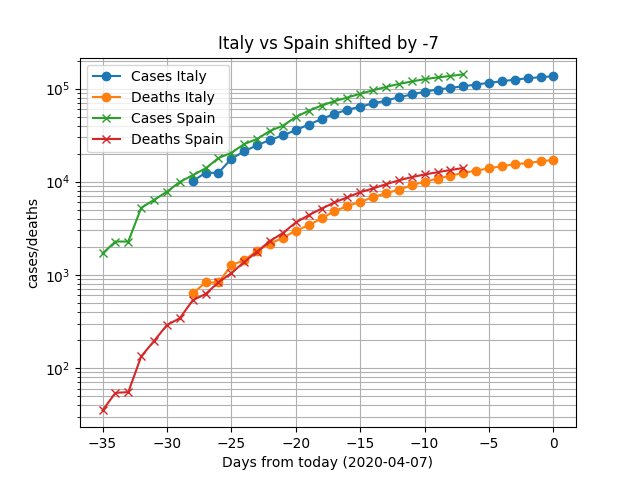 Italy vs Spain shifted by -7
Cases Italy
Deaths Italy
Cases Spain
Deaths Spain
cases/deaths
10^5
10^4
10^3
10^2
−35 −30 −25 −20 −15 −10 −5 0
Days from today (2020-04-07)